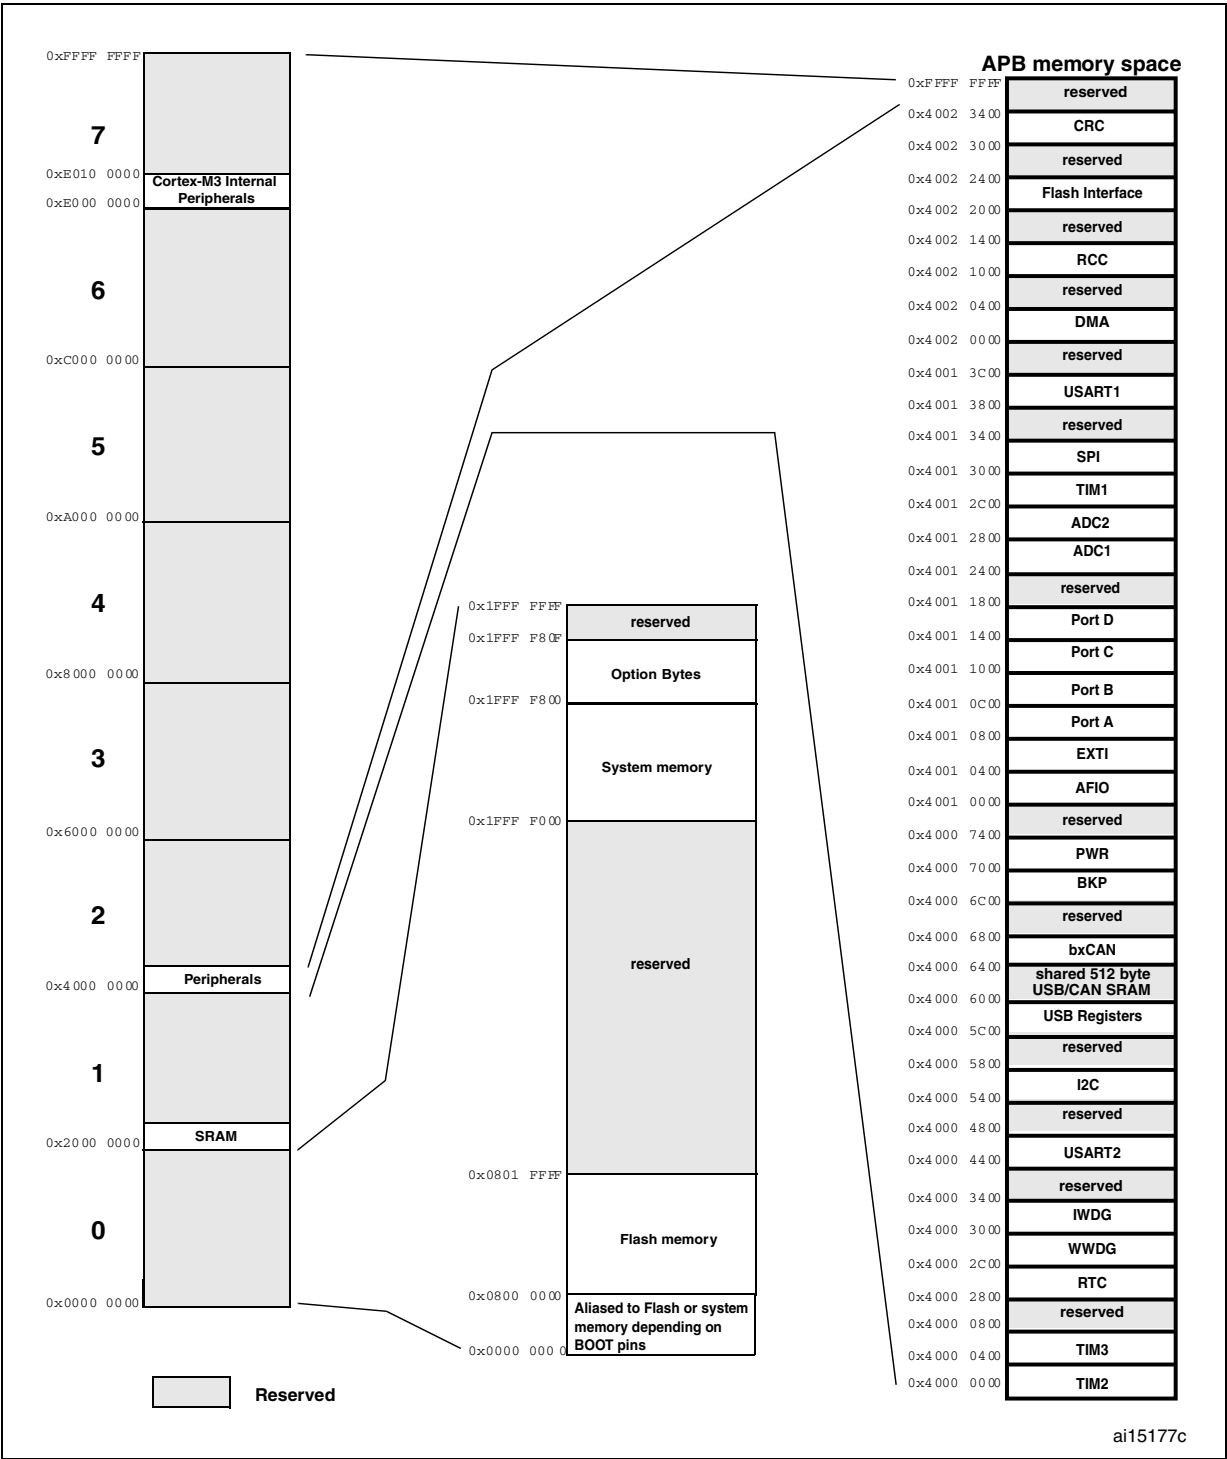 0xFFFF FFFF
7
0xE010 0000
Cortex-M3 Internal
Peripherals
0xE000 0000
6
0xC000 0000
5
0xA000 0000
4
0x8000 0000
3
0x6000 0000
2
Peripherals
0x4000 0000
1
SRAM
0x2000 0000
0
0x0000 0000
Reserved
0x1FFF FFFF
reserved
0x1FFF F80F
Option Bytes
0x1FFF F800
System memory
0x1FFF F000
reserved
0x0801 FFFF
Flash memory
0x0800 0000
Aliased to Flash or system
memory depending on
BOOT pins
0x0000 0000
APB memory space
0xFFFF FFFF
reserved
0x4002 3400
CRC
0x4002 3000
reserved
0x4002 2400
Flash Interface
0x4002 2000
reserved
0x4002 1400
RCC
0x4002 1000
reserved
0x4002 0400
DMA
0x4002 0000
reserved
0x4001 3C00
USART1
0x4001 3800
reserved
0x4001 3400
SPI
0x4001 3000
TIM1
0x4001 2C00
ADC2
0x4001 2800
ADC1
0x4001 2400
reserved
0x4001 1800
Port D
0x4001 1400
Port C
0x4001 1000
Port B
0x4001 0C00
Port A
0x4001 0800
EXTI
0x4001 0400
AFIO
0x4001 0000
reserved
0x4000 7400
PWR
0x4000 7000
BKP
0x4000 6C00
reserved
0x4000 6800
bxCAN
0x4000 6400
shared 512 byte
USB/CAN SRAM
0x4000 6000
USB Registers
0x4000 5C00
reserved
0x4000 5800
I2C
0x4000 5400
reserved
0x4000 4800
USART2
0x4000 4400
reserved
0x4000 3400
IWDG
0x4000 3000
WWDG
0x4000 2C00
RTC
0x4000 2800
reserved
0x4000 0800
TIM3
0x4000 0400
TIM2
0x4000 0000
ai15177c